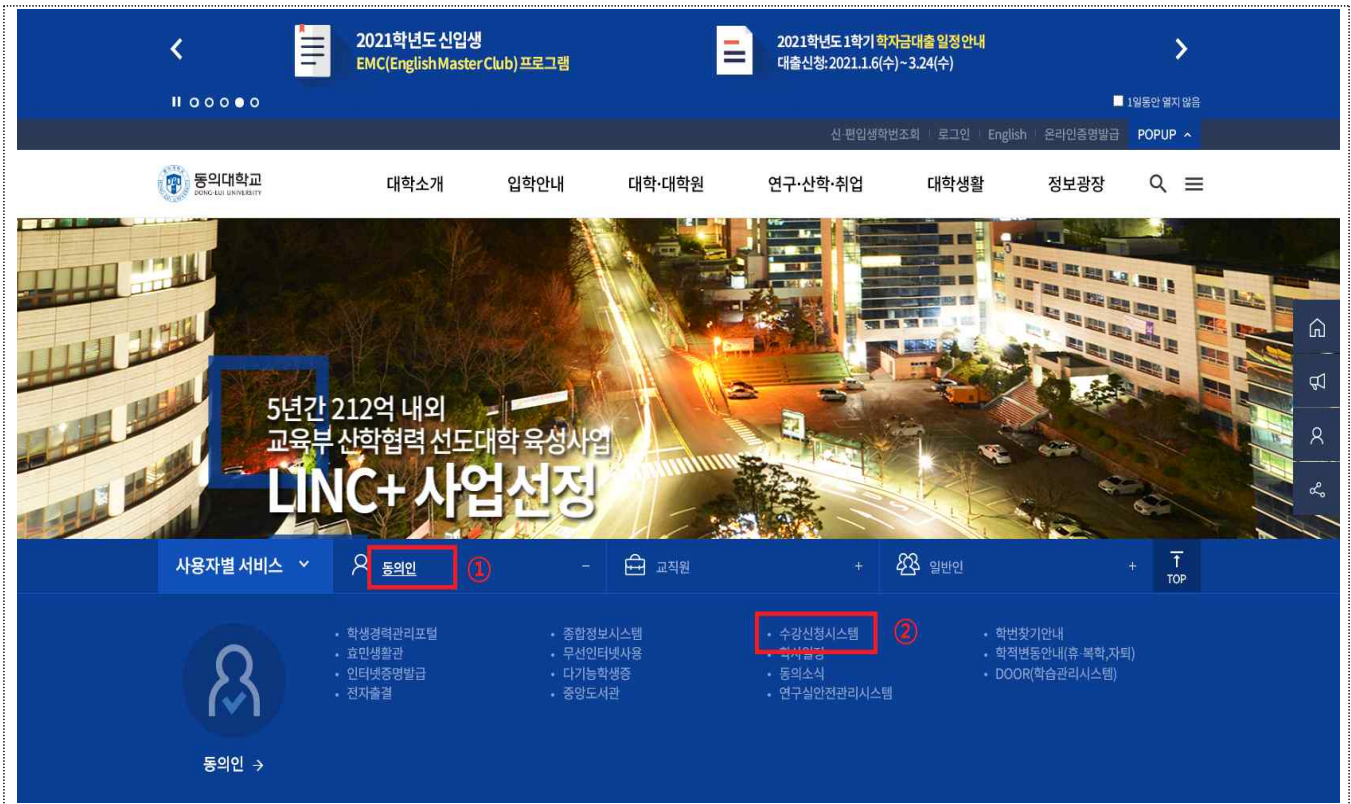 2021학년도 신입생
EMC(English Master Club) 프로그램
2021학년도 1학기 학자금대출 일정 안내
대출신청: 2021.1.6(수) ~ 3.24(수)
1일동안 열지 않음
신·편입생학번조회
로그인
English
온라인증명발급
POPUP
동의대학교
DONG-EUI UNIVERSITY
대학소개
입학안내
대학·대학원
연구·산학·취업
대학생활
정보광장
5년간 212억 내외
교육부 산학협력 선도대학 육성사업
LINC+ 사업선정
사용자별 서비스
동의인
①
교직원
일반인
TOP
• 학생경력관리포털
• 효민생활관
• 인터넷증명발급
• 전자출결
• 종합정보시스템
• 무선인터넷사용
• 다기능학생증
• 중앙도서관
• 수강신청시스템
②
• 학사일정
• 동의소식
• 연구실안전관리시스템
• 학번찾기안내
• 학적변동안내(휴·복학,자퇴)
• DOOR(학습관리시스템)
동의인 →